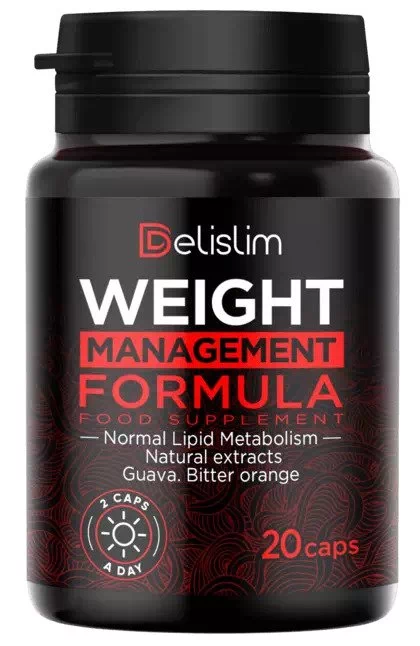 Delislim
WEIGHT
MANAGEMENT
FORMULA
FOOD SUPPLEMENT
— Normal Lipid Metabolism —
Natural extracts
Guava. Bitter orange
2 CAPS
A DAY
20 caps